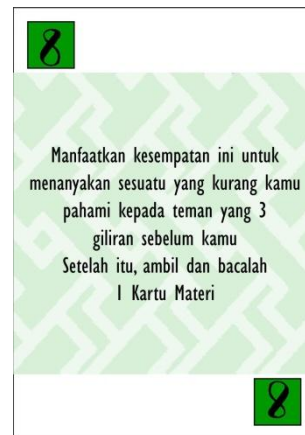 8
Manfaatkan kesempatan ini untuk
menanyakan sesuatu yang kurang kamu
pahami kepada teman yang 3
giliran sebelum kamu
Setelah itu, ambil dan bacalah
1 Kartu Materi
8